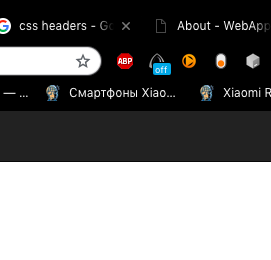 css headers - Go
About - WebApp
ABP
off
— ...
Смартфоны Xiao...
Xiaomi R